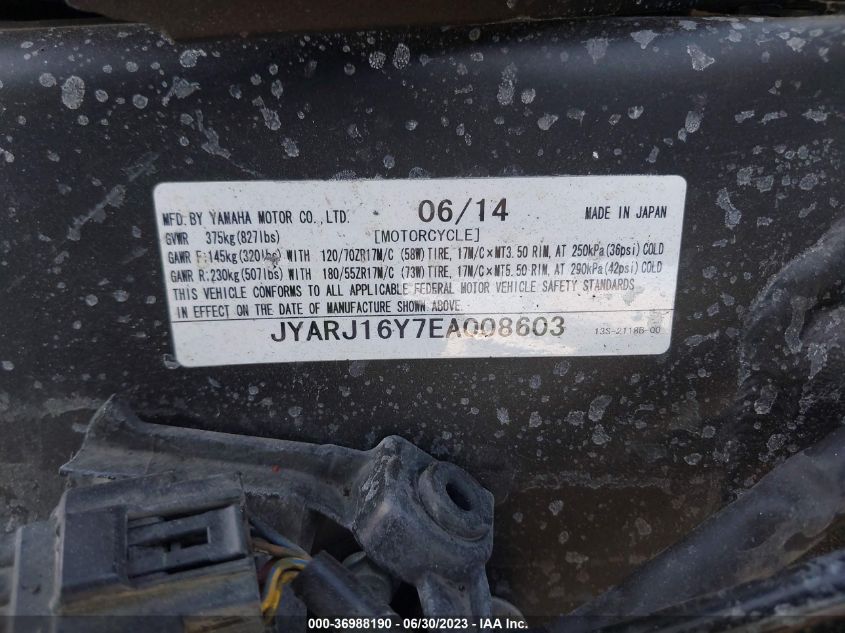 MFD. BY YAMAHA MOTOR CO., LTD. 06/14 MADE IN JAPAN
GVWR 375kg(827lbs) [MOTORCYCLE]
GAWR F:145kg(320lbs) WITH 120/70ZR17M/C (58W) TIRE, 17M/C×MT3.50 RIM, AT 250kPa(36psi) COLD
GAWR R:230kg(507lbs) WITH 180/55ZR17M/C (73W) TIRE, 17M/C×MT5.50 RIM, AT 290kPa(42psi) COLD
THIS VEHICLE CONFORMS TO ALL APPLICABLE FEDERAL MOTOR VEHICLE SAFETY STANDARDS
IN EFFECT ON THE DATE OF MANUFACTURE SHOWN ABOVE.
JYARJ16Y7EA008603 13S-2118B-00
000-36988190 - 06/30/2023 - IAA Inc.